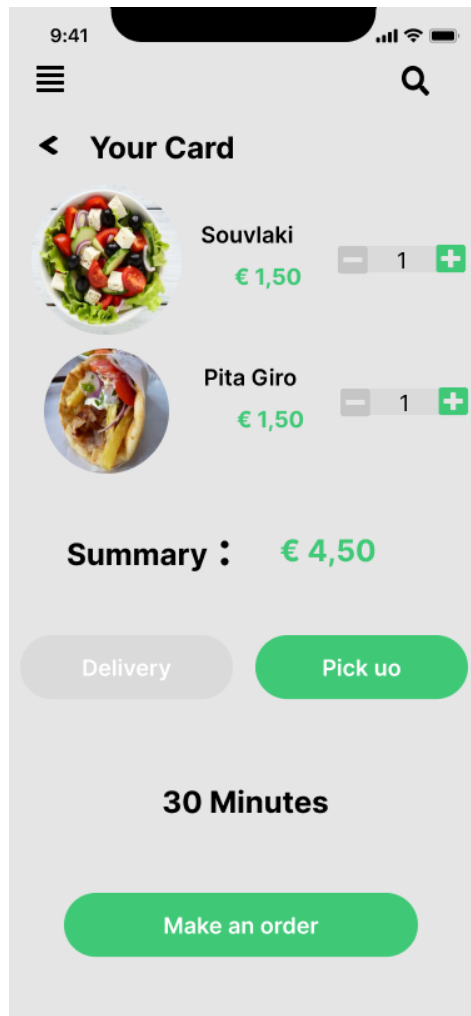 9:41
Your Card
Souvlaki
€ 1,50
1
Pita Giro
€ 1,50
1
Summary : € 4,50
Delivery
Pick uo
30 Minutes
Make an order